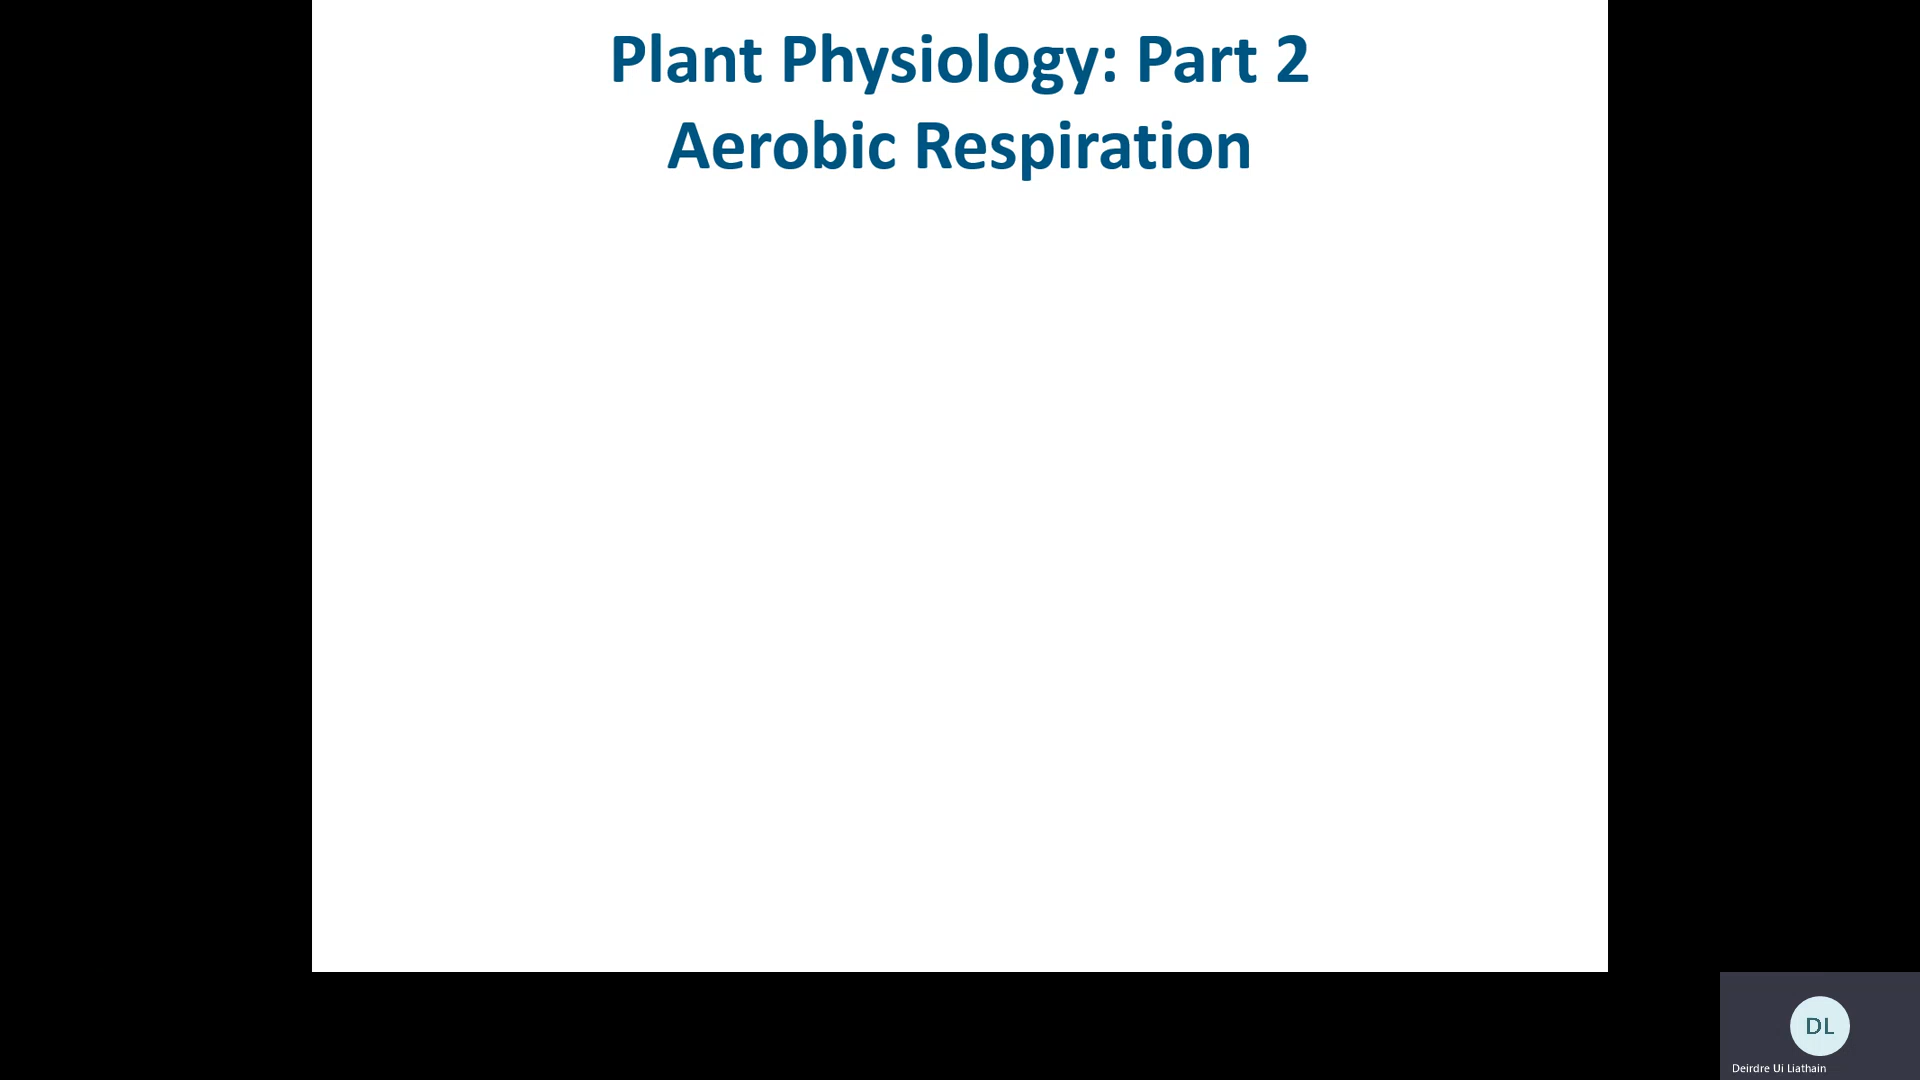 Plant Physiology: Part 2
Aerobic Respiration
DL
Deirdre Ui Liathain